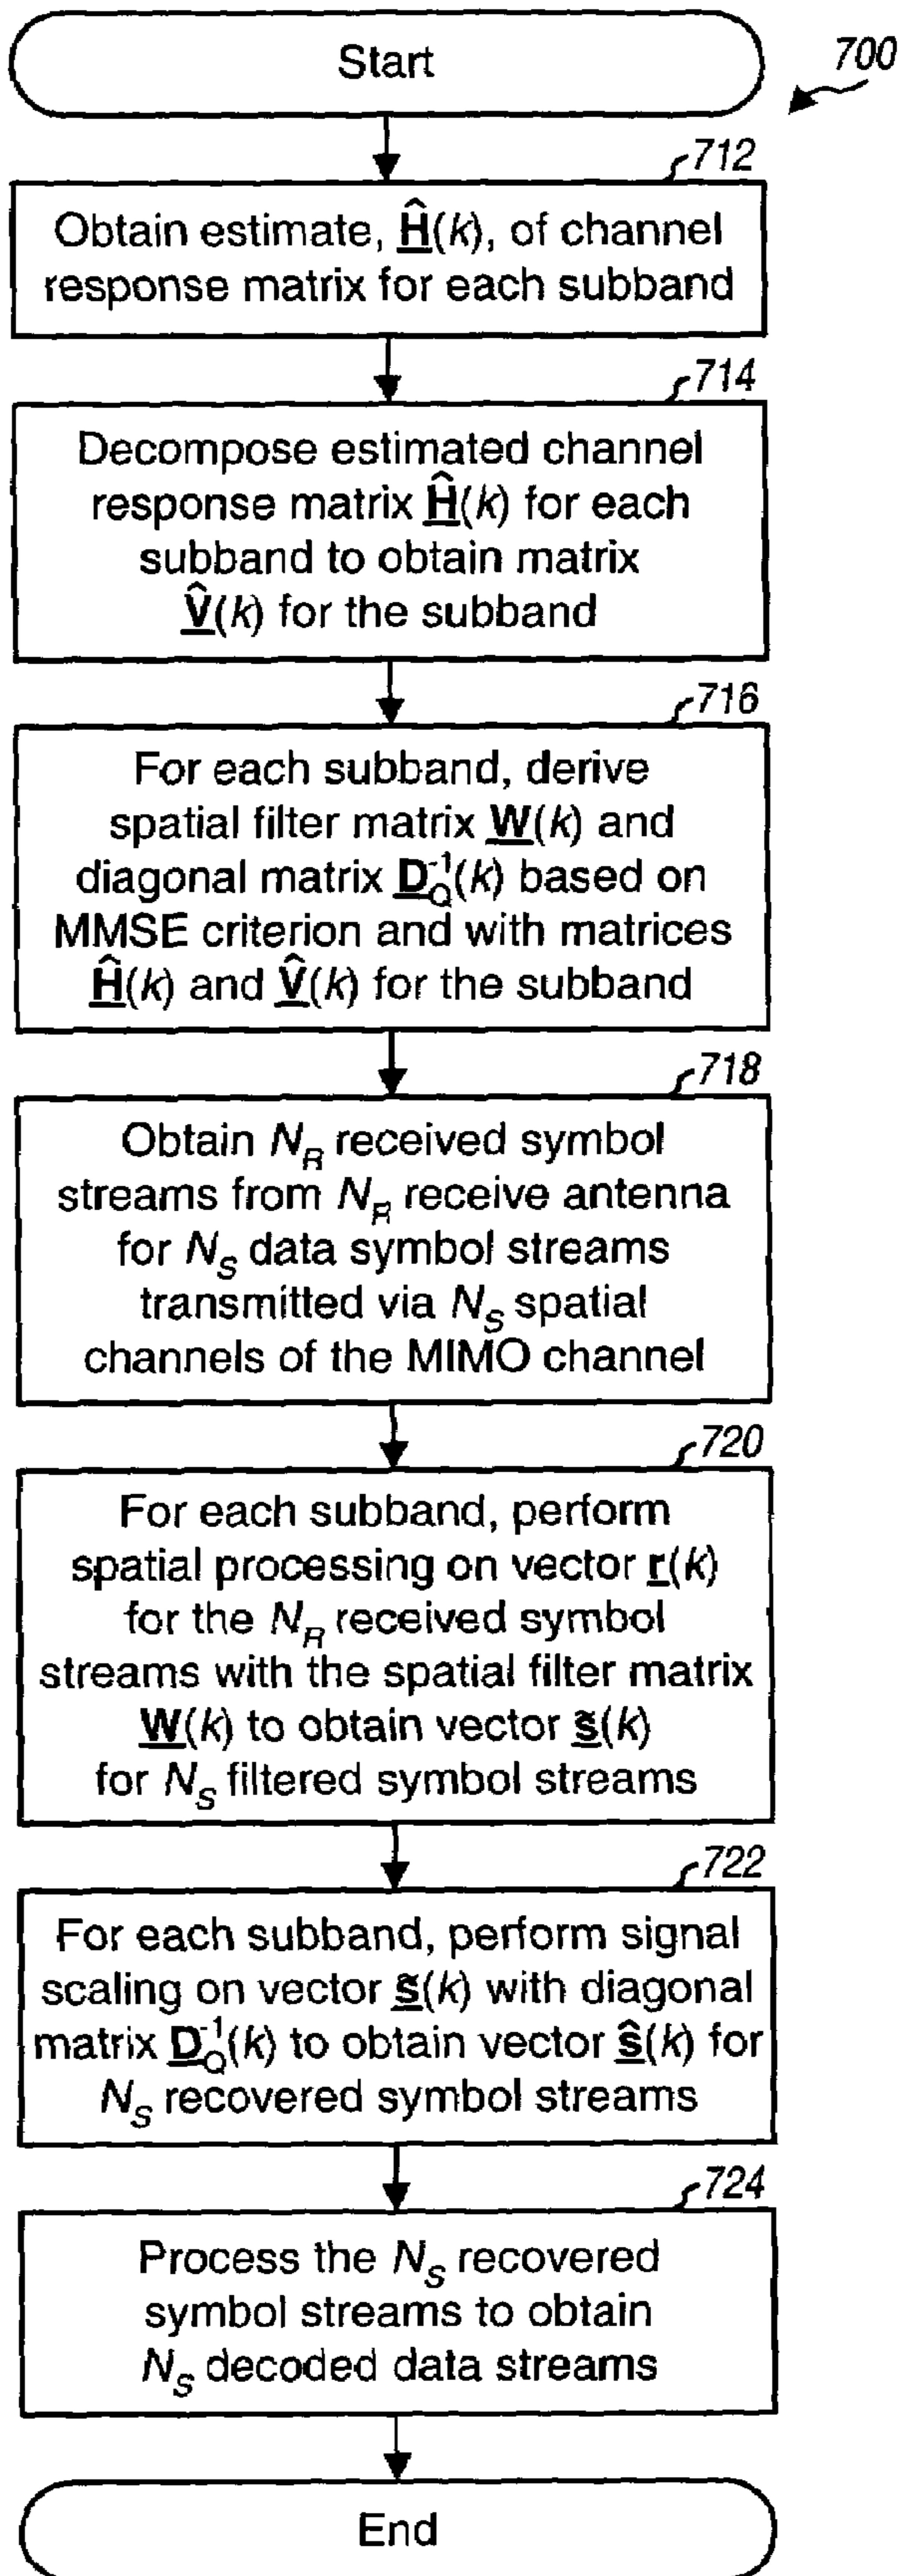 Start
700
712
Obtain estimate, Ĥ(k), of channel
response matrix for each subband
714
Decompose estimated channel
response matrix Ĥ(k) for each
subband to obtain matrix
V̂(k) for the subband
716
For each subband, derive
spatial filter matrix W(k) and
diagonal matrix D_Q^-1(k) based on
MMSE criterion and with matrices
Ĥ(k) and V̂(k) for the subband
718
Obtain N_R received symbol
streams from N_R receive antenna
for N_S data symbol streams
transmitted via N_S spatial
channels of the MIMO channel
720
For each subband, perform
spatial processing on vector r(k)
for the N_R received symbol
streams with the spatial filter matrix
W(k) to obtain vector s̃(k)
for N_S filtered symbol streams
722
For each subband, perform signal
scaling on vector s̃(k) with diagonal
matrix D_Q^-1(k) to obtain vector ŝ(k) for
N_S recovered symbol streams
724
Process the N_S recovered
symbol streams to obtain
N_S decoded data streams
End